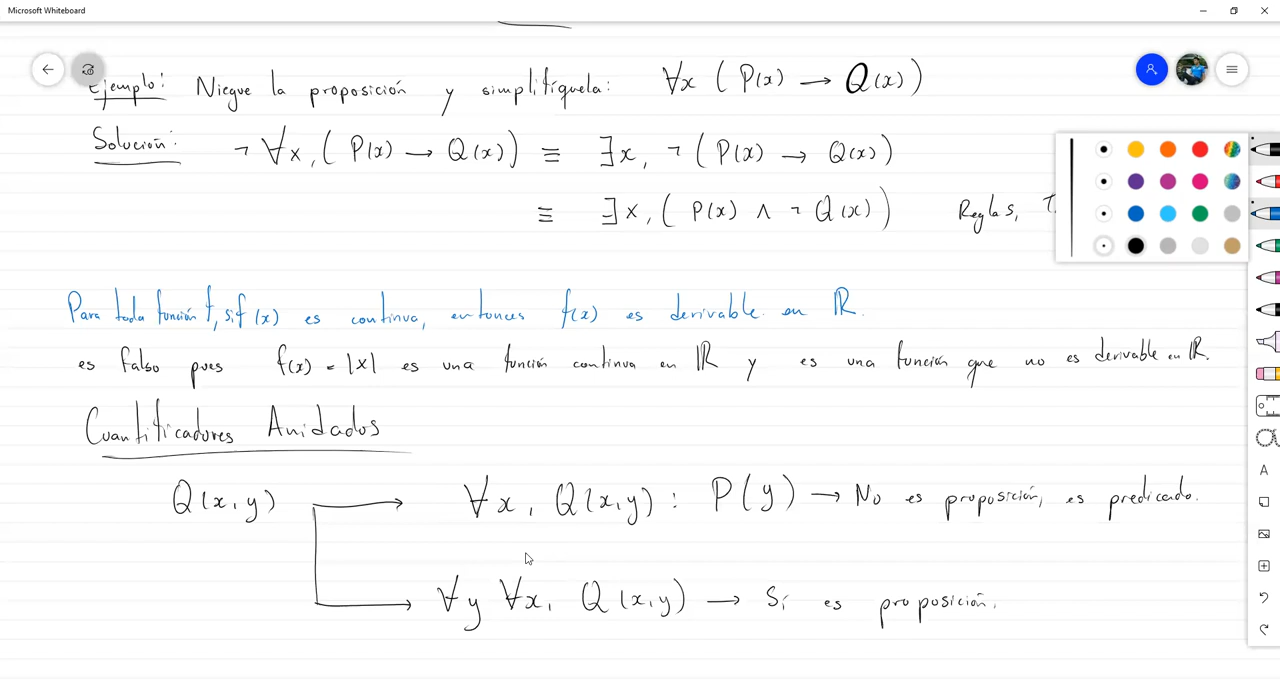 Microsoft Whiteboard
Ejemplo: Niegue la proposición y simplifíquela: ∀x ( P(x) → Q(x) )
Solución: ¬ ∀x, ( P(x) → Q(x) ) ≡ ∃x, ¬ ( P(x) → Q(x) )
≡ ∃x, ( P(x) ∧ ¬ Q(x) ) Reglas,
Para toda función f, si f(x) es continua, entonces f(x) es derivable en ℝ.
es falso pues f(x) = |x| es una función continua en ℝ y es una función que no es derivable en ℝ.
Cuantificadores Anidados
Q(x,y) → ∀x, Q(x,y) : P(y) → No es proposición, es predicado.
→ ∀y ∀x, Q(x,y) → Sí es proposición.